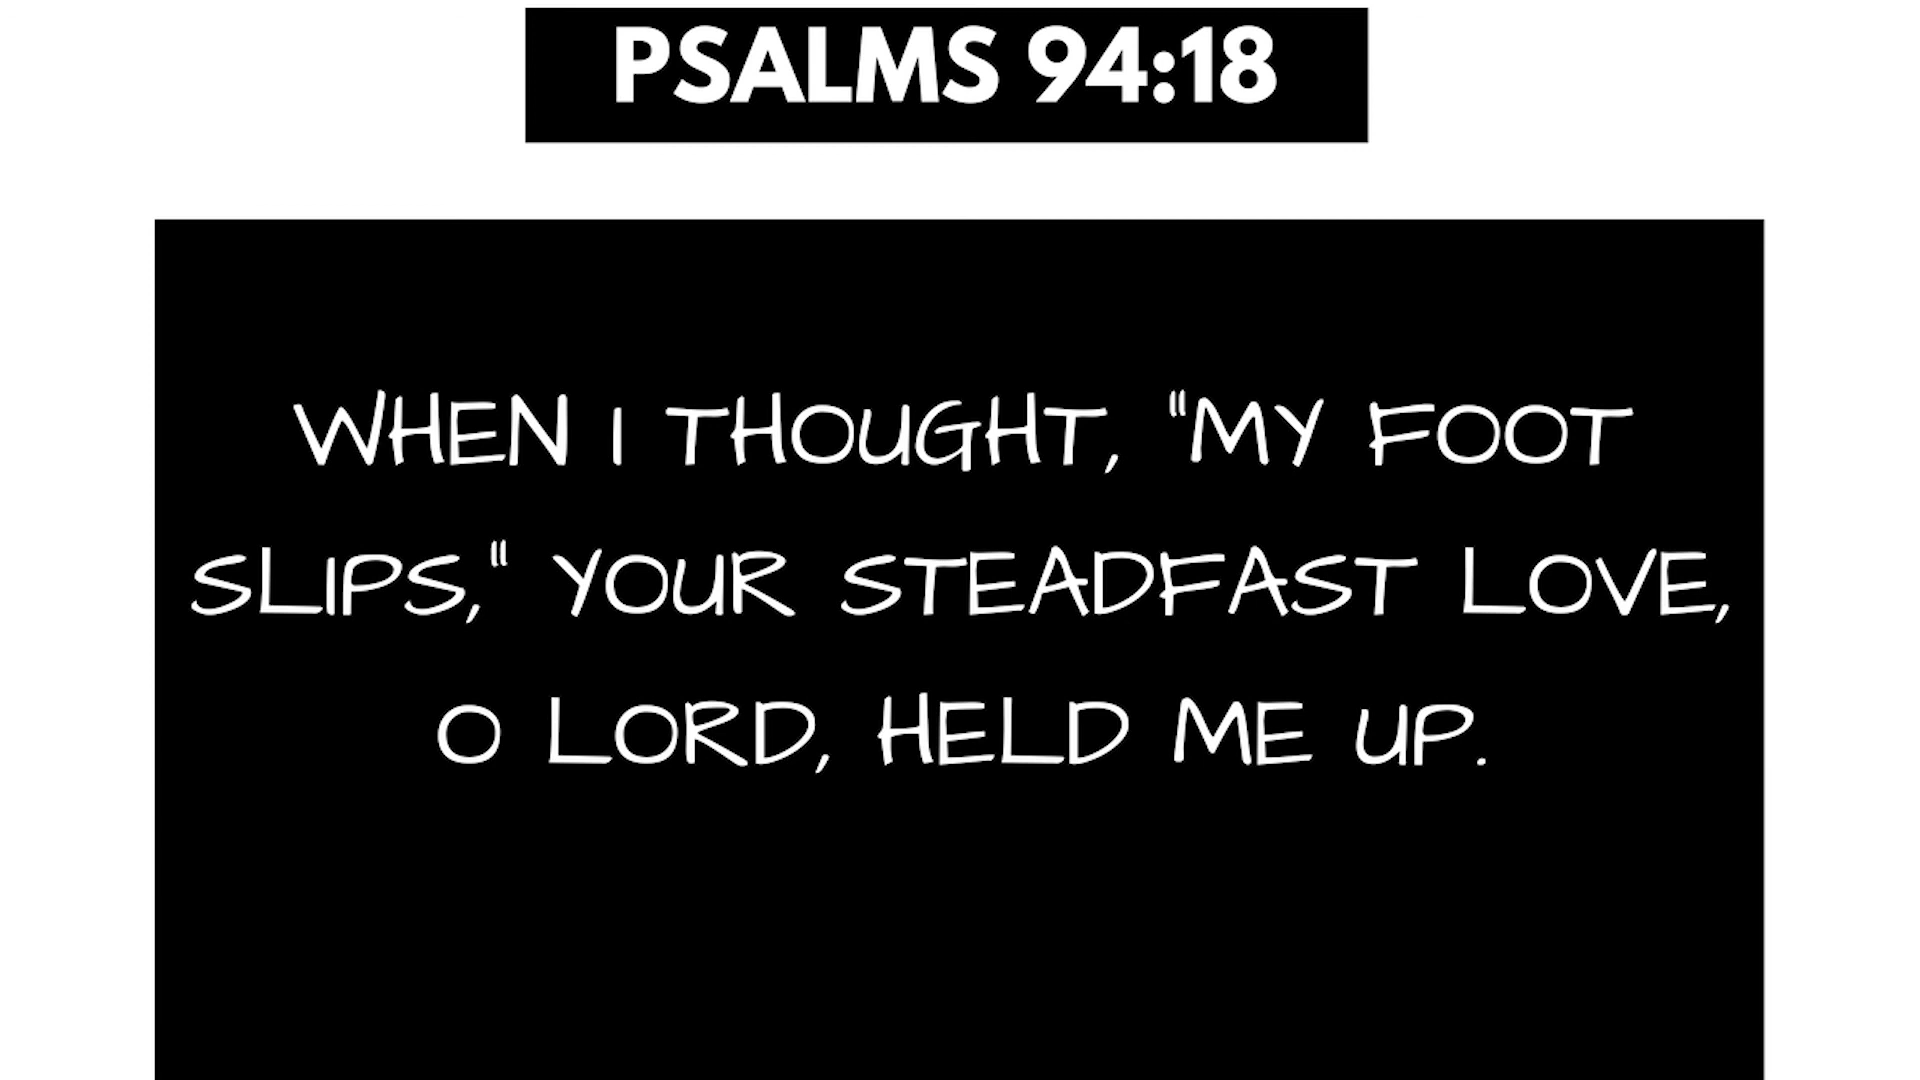 PSALMS 94:18
WHEN I THOUGHT, "MY FOOT
SLIPS," YOUR STEADFAST LOVE,
O LORD, HELD ME UP.